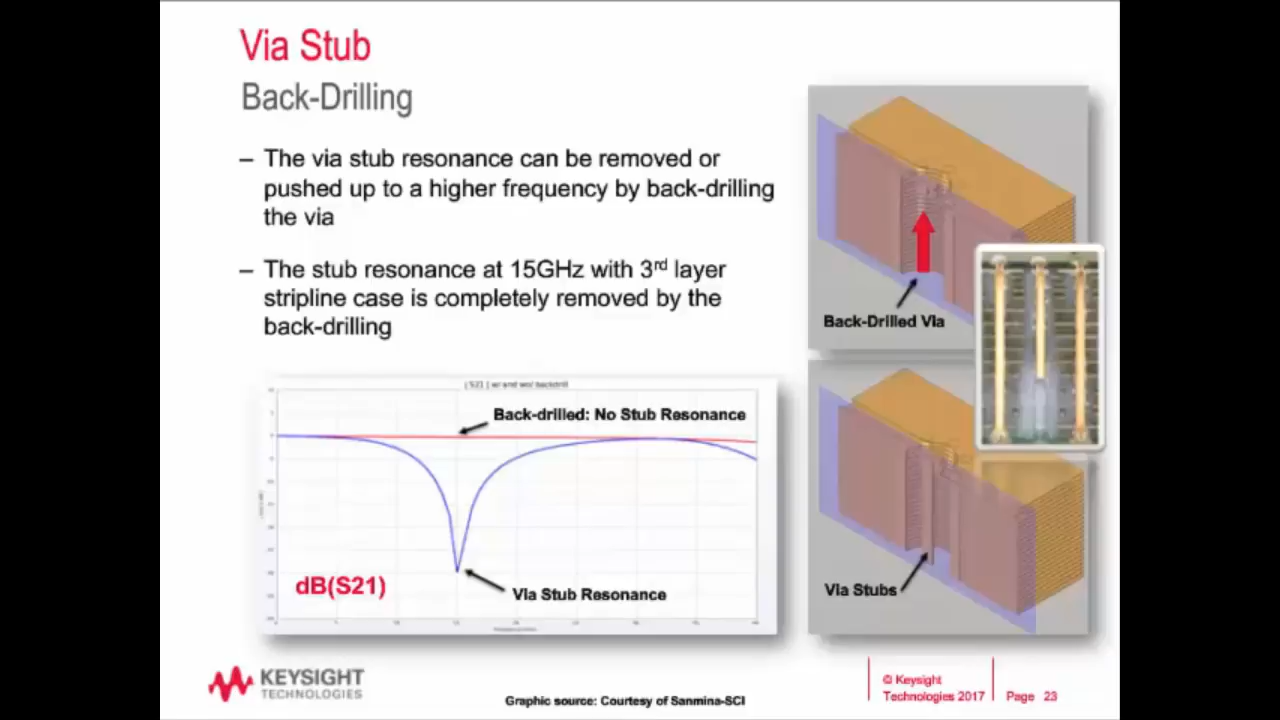 Via Stub
Back-Drilling
– The via stub resonance can be removed or
pushed up to a higher frequency by back-drilling
the via
– The stub resonance at 15GHz with 3rd layer
stripline case is completely removed by the
back-drilling
Back-Drilled Via
Back-drilled: No Stub Resonance
dB(S21)
Via Stub Resonance
Via Stubs
KEYSIGHT
TECHNOLOGIES
Graphic source: Courtesy of Sanmina-SCI
© Keysight
Technologies 2017
Page 23